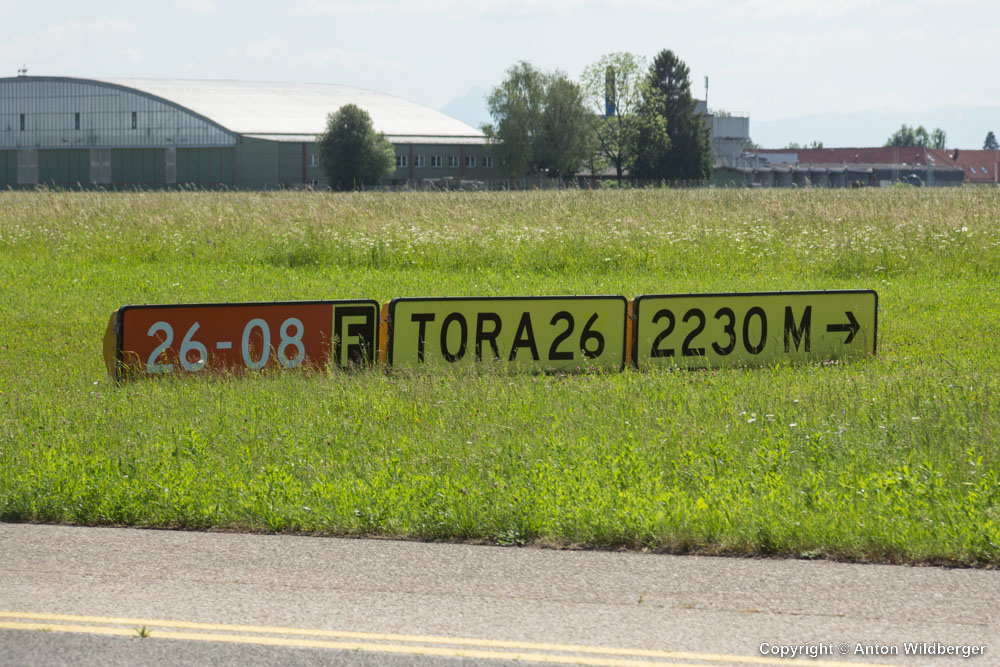 26-08 F TORA26 2230 M →
Copyright © Anton Wildberger